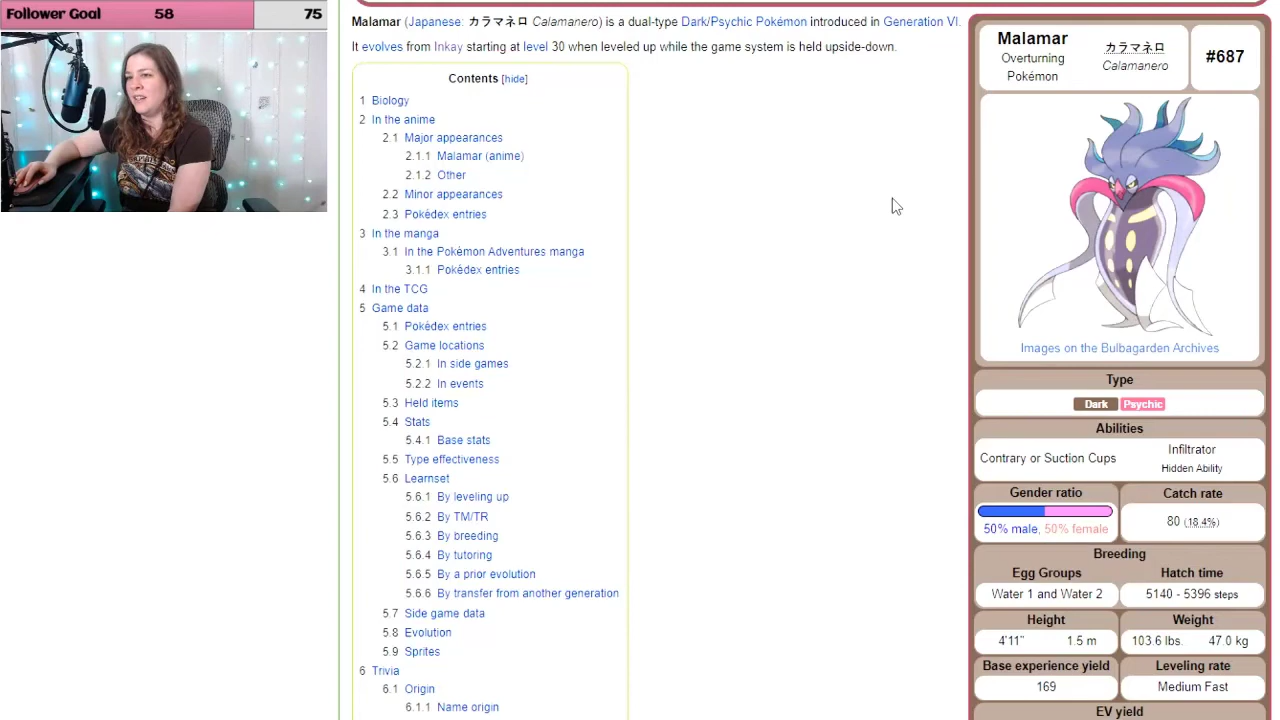 Follower Goal 58 75
Malamar (Japanese: カラマネロ Calamanero) is a dual-type Dark/Psychic Pokémon introduced in Generation VI.
It evolves from Inkay starting at level 30 when leveled up while the game system is held upside-down.
Contents [hide]
1 Biology
2 In the anime
2.1 Major appearances
2.1.1 Malamar (anime)
2.1.2 Other
2.2 Minor appearances
2.3 Pokédex entries
3 In the manga
3.1 In the Pokémon Adventures manga
3.1.1 Pokédex entries
4 In the TCG
5 Game data
5.1 Pokédex entries
5.2 Game locations
5.2.1 In side games
5.2.2 In events
5.3 Held items
5.4 Stats
5.4.1 Base stats
5.5 Type effectiveness
5.6 Learnset
5.6.1 By leveling up
5.6.2 By TM/TR
5.6.3 By breeding
5.6.4 By tutoring
5.6.5 By a prior evolution
5.6.6 By transfer from another generation
5.7 Side game data
5.8 Evolution
5.9 Sprites
6 Trivia
6.1 Origin
6.1.1 Name origin
Malamar
Overturning
Pokémon
カラマネロ
Calamanero
#687
Images on the Bulbagarden Archives
Type
Dark Psychic
Abilities
Contrary or Suction Cups
Infiltrator
Hidden Ability
Gender ratio
50% male, 50% female
Catch rate
80 (18.4%)
Breeding
Egg Groups
Water 1 and Water 2
Hatch time
5140 - 5396 steps
Height
4'11" 1.5 m
Weight
103.6 lbs. 47.0 kg
Base experience yield
169
Leveling rate
Medium Fast
EV yield